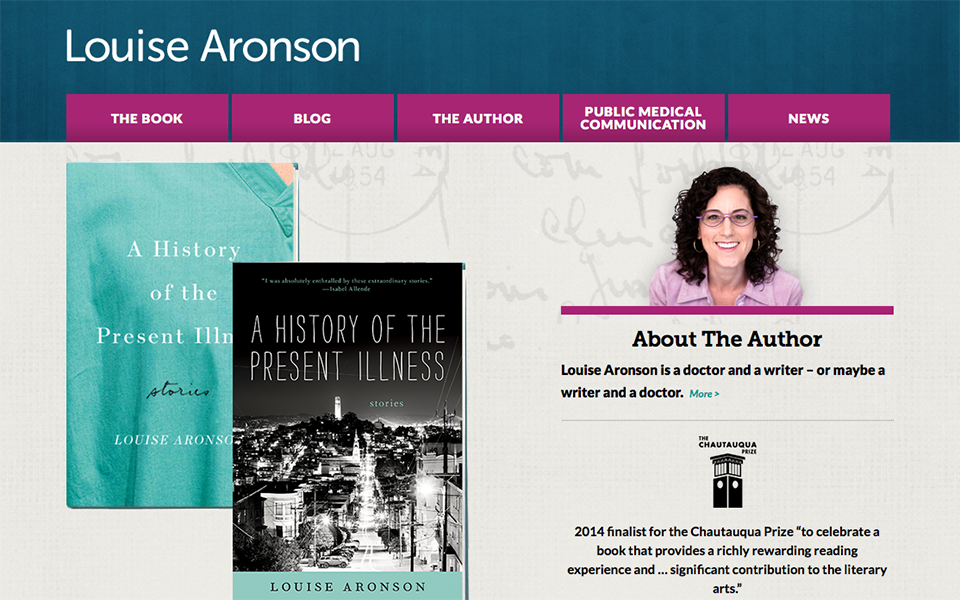 Louise Aronson
THE BOOK
BLOG
THE AUTHOR
PUBLIC MEDICAL
COMMUNICATION
NEWS
A History
of the
Present Illn
stories
LOUISE ARONSO
"I was absolutely enthralled by these extraordinary stories."
—Isabel Allende
A HISTORY OF THE
PRESENT ILLNESS
stories
LOUISE ARONSON
AUG
1954
AUG
1954
About The Author
Louise Aronson is a doctor and a writer – or maybe a
writer and a doctor. More >
THE
CHAUTAUQUA
PRIZE
2014 finalist for the Chautauqua Prize “to celebrate a
book that provides a richly rewarding reading
experience and ... significant contribution to the literary
arts.”